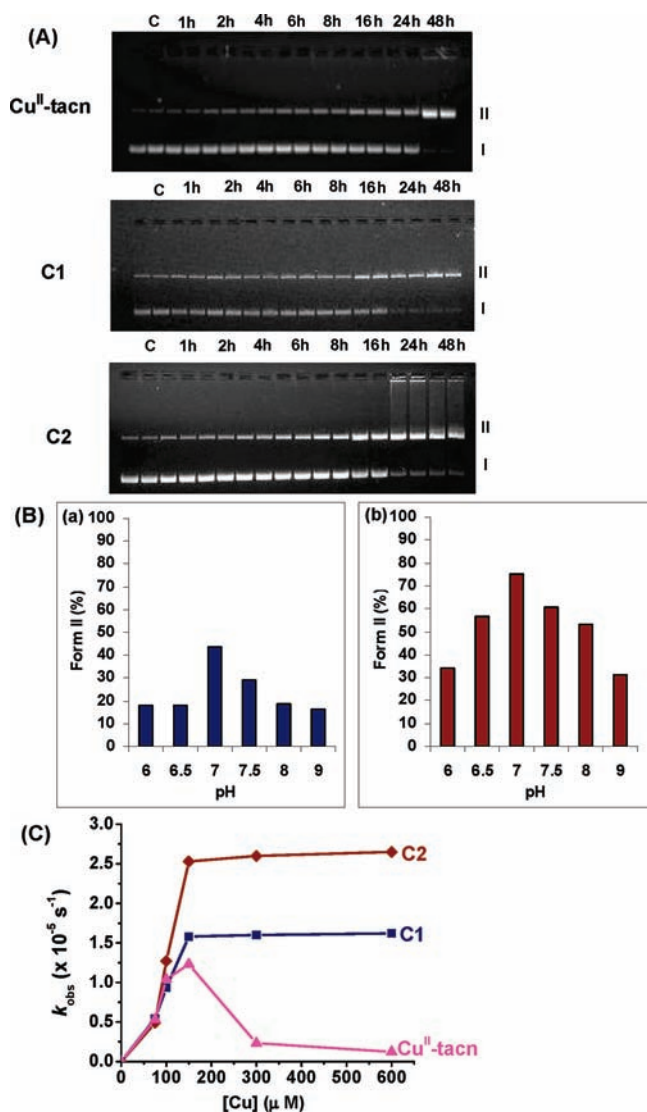 (A)
C 1h 2h 4h 6h 8h 16h 24h 48h
Cuᴵᴵ-tacn
II
I
C 1h 2h 4h 6h 8h 16h 24h 48h
C1
II
I
C 1h 2h 4h 6h 8h 16h 24h 48h
C2
II
I
(B)
(a)
Form II (%)
100
90
80
70
60
50
40
30
20
10
0
6 6.5 7 7.5 8 9
pH
(b)
Form II (%)
100
90
80
70
60
50
40
30
20
10
0
6 6.5 7 7.5 8 9
pH
(C)
k_obs (x 10⁻⁵ s⁻¹)
3.0
2.5
2.0
1.5
1.0
0.5
0.0
C2
C1
Cuᴵᴵ-tacn
0 100 200 300 400 500 600
[Cu] (μ M)